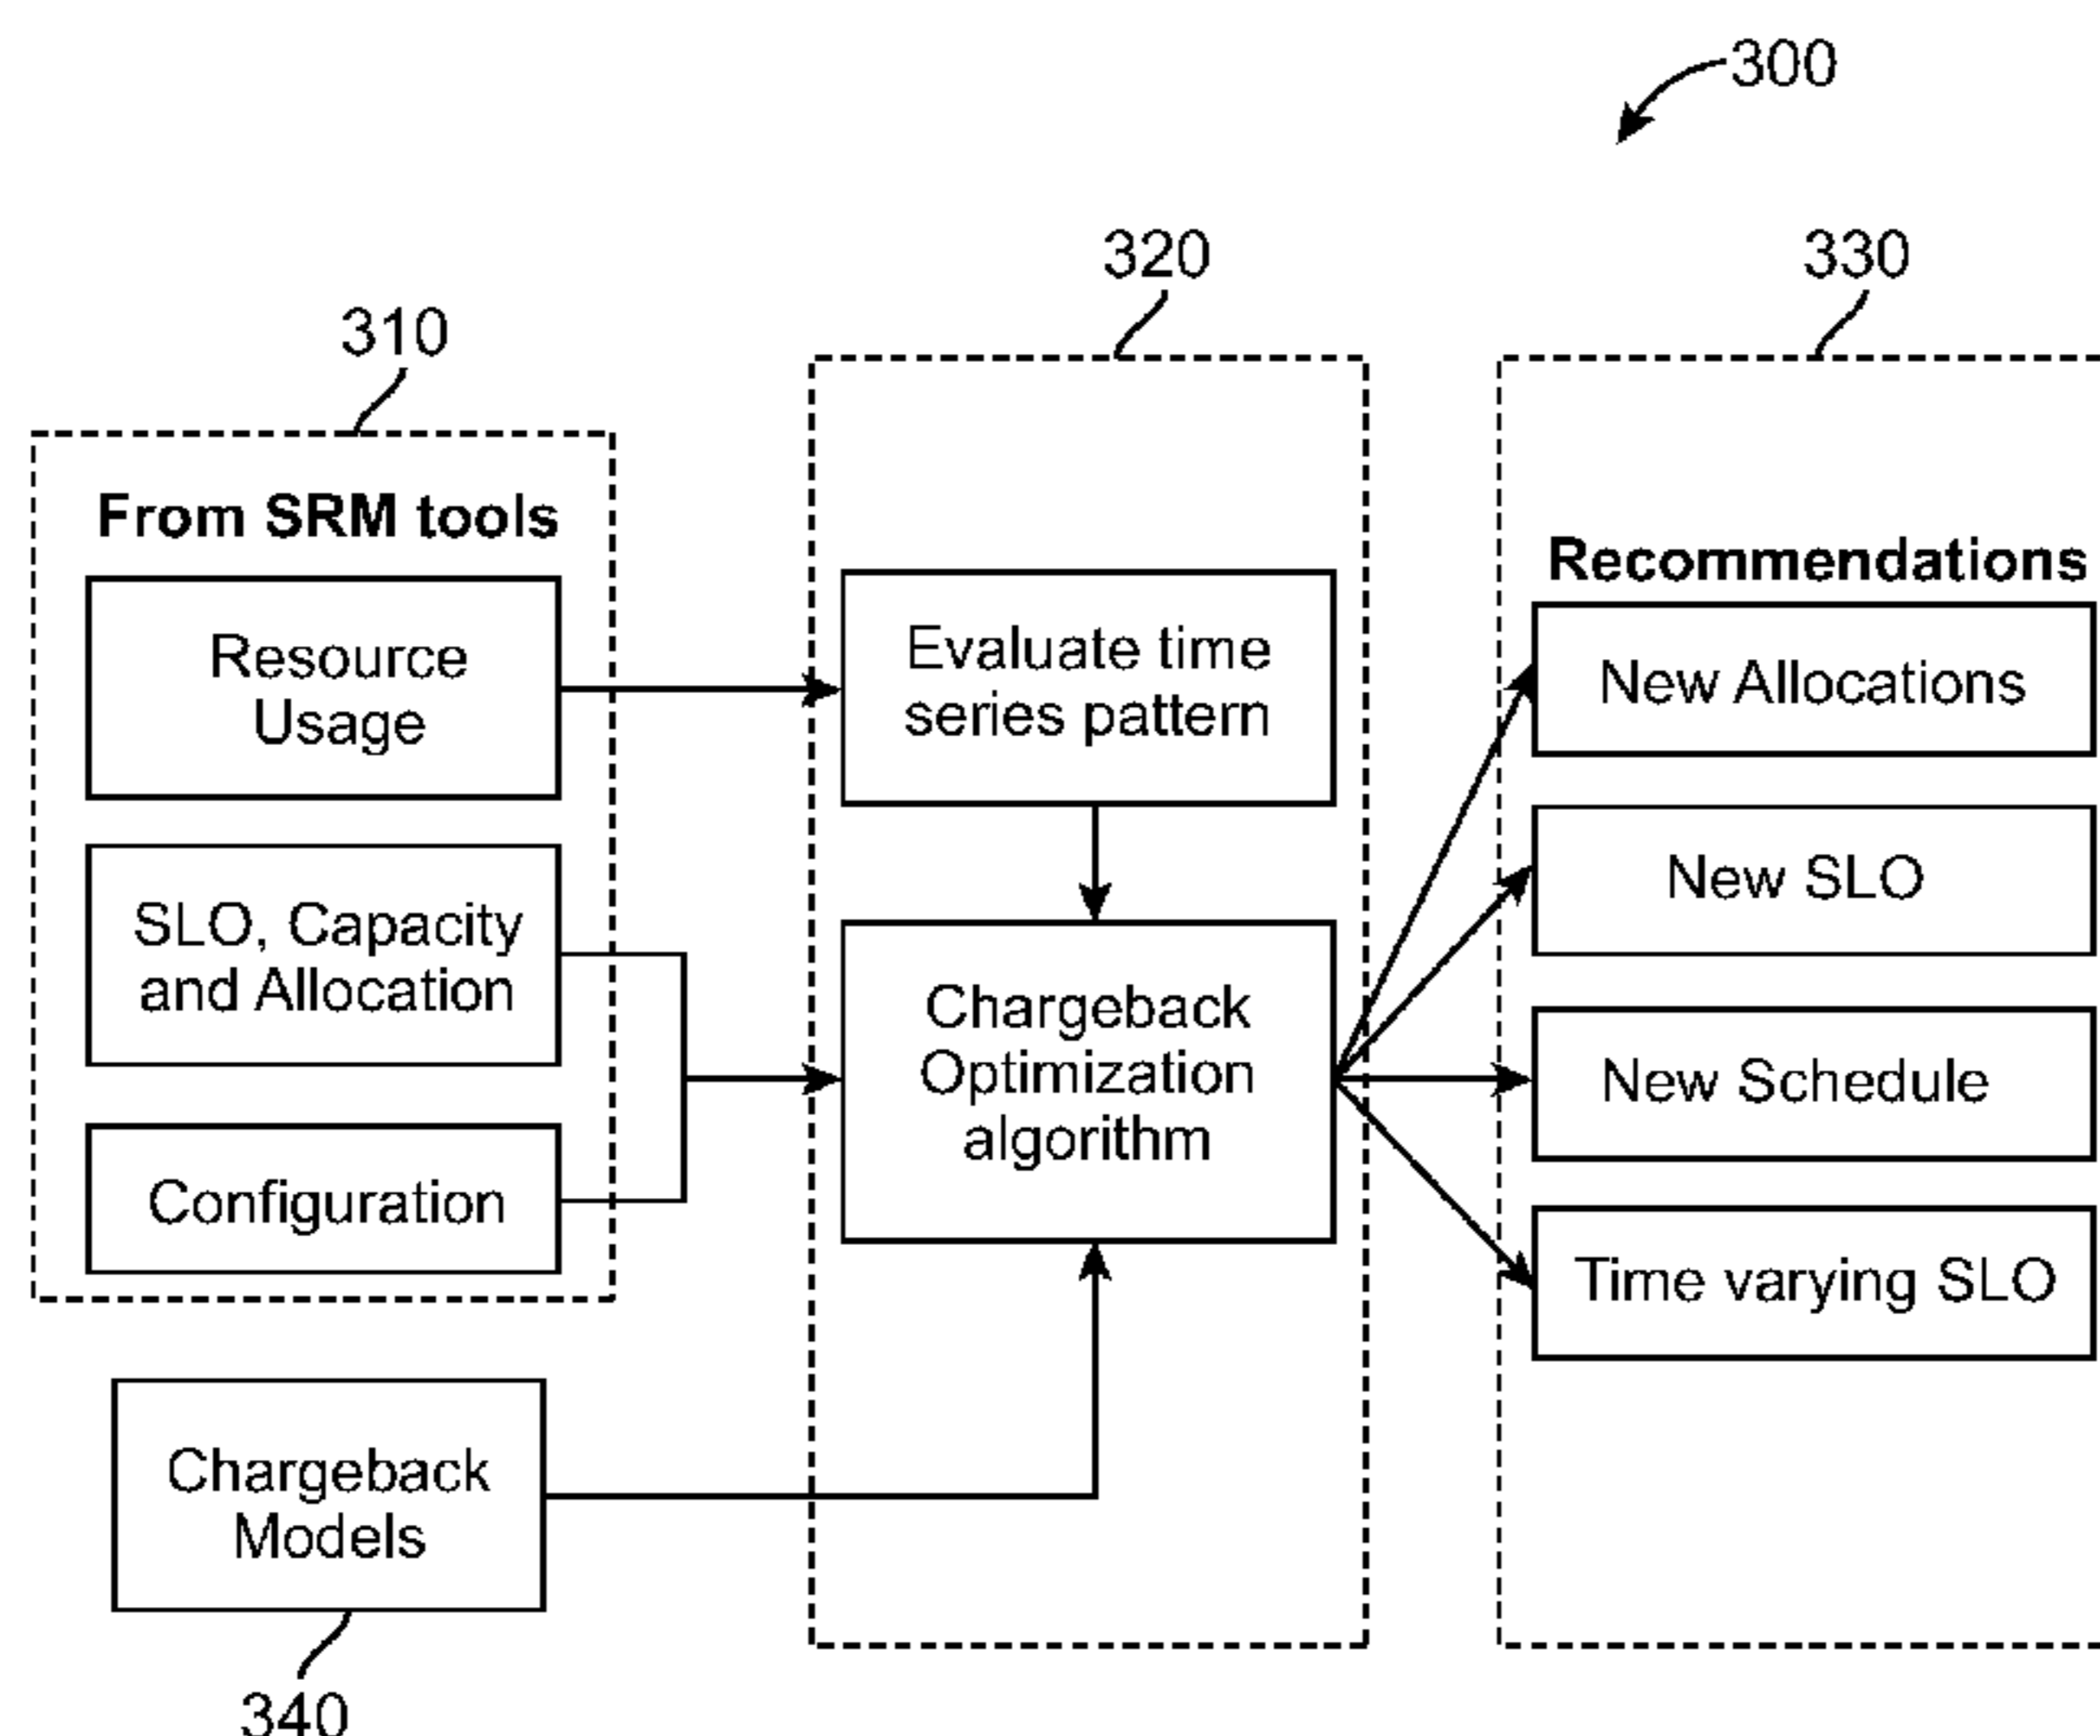 300
320
330
310
From SRM tools
Resource
Usage
SLO, Capacity
and Allocation
Configuration
Chargeback
Models
340
Evaluate time
series pattern
Chargeback
Optimization
algorithm
Recommendations
New Allocations
New SLO
New Schedule
Time varying SLO